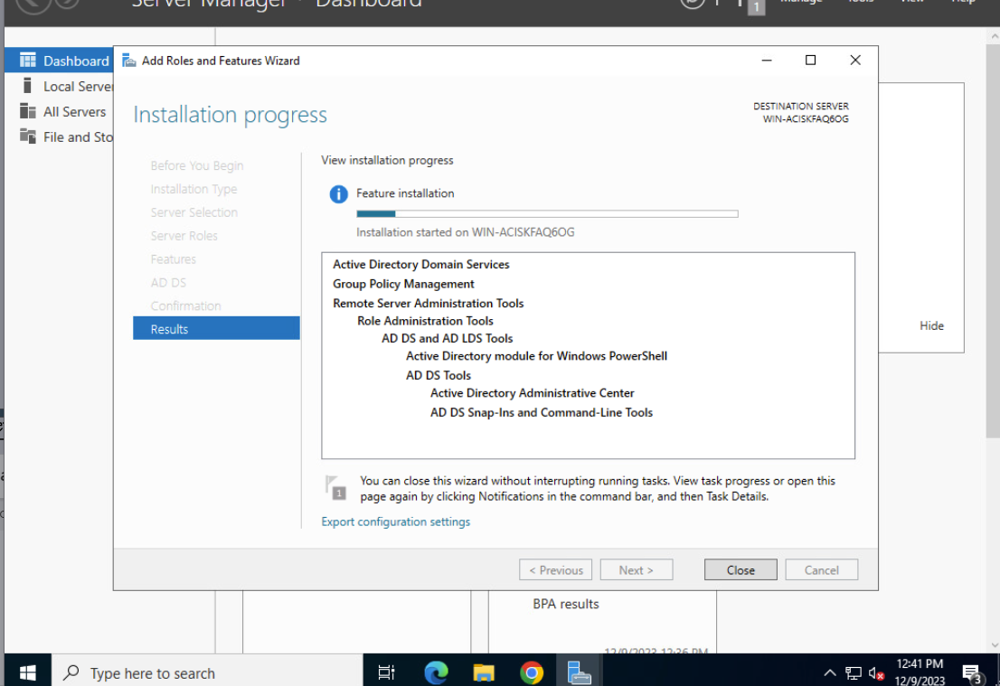 Server Manager · Dashboard
1
Manage Tools View Help
Dashboard
Local Server
All Servers
File and Sto
Add Roles and Features Wizard
Installation progress
DESTINATION SERVER
WIN-ACISKFAQ6OG
Before You Begin
Installation Type
Server Selection
Server Roles
Features
AD DS
Confirmation
Results
View installation progress
Feature installation
Installation started on WIN-ACISKFAQ6OG
Active Directory Domain Services
Group Policy Management
Remote Server Administration Tools
Role Administration Tools
AD DS and AD LDS Tools
Active Directory module for Windows PowerShell
AD DS Tools
Active Directory Administrative Center
AD DS Snap-Ins and Command-Line Tools
1
You can close this wizard without interrupting running tasks. View task progress or open this
page again by clicking Notifications in the command bar, and then Task Details.
Export configuration settings
< Previous
Next >
Close
Cancel
Hide
BPA results
12/9/2023 12:36 PM
Type here to search
12:41 PM
12/9/2023
3